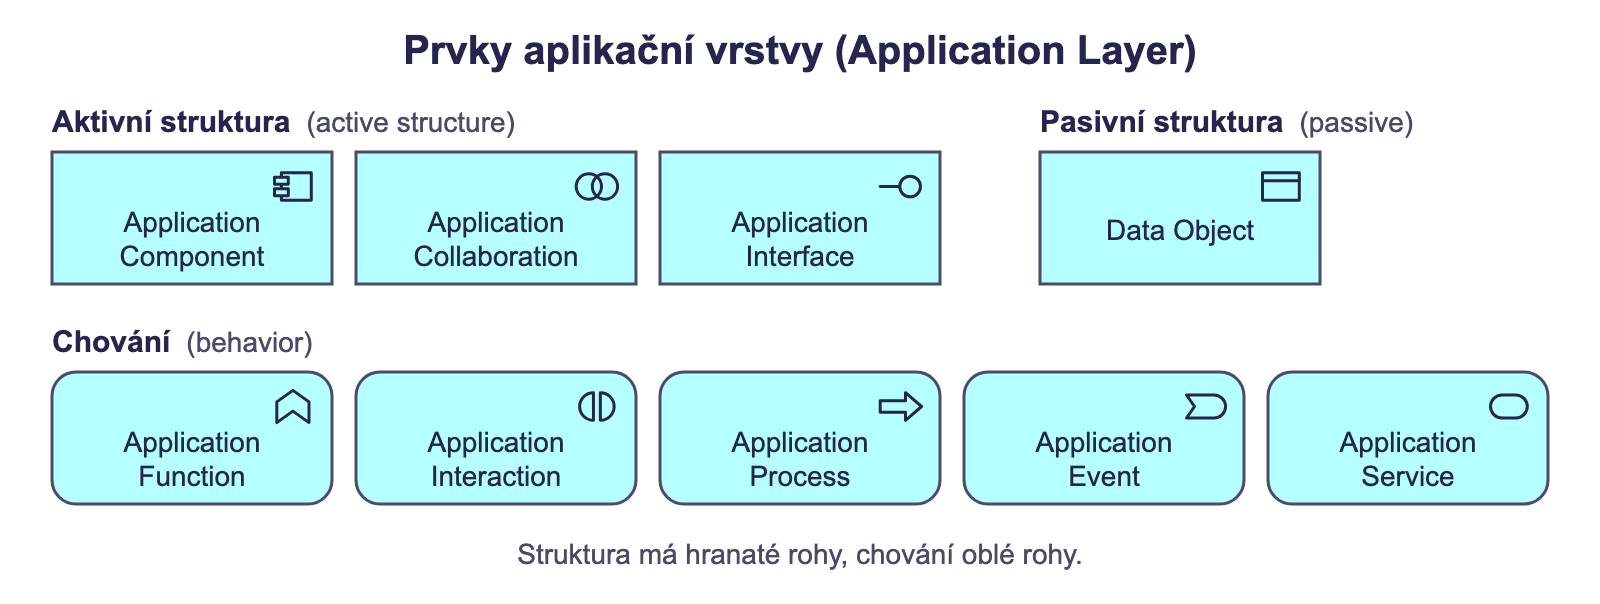 Prvky aplikační vrstvy (Application Layer)
Aktivní struktura (active structure)
Pasivní struktura (passive)
Application
Component
Application
Collaboration
Application
Interface
Data Object
Chování (behavior)
Application
Function
Application
Interaction
Application
Process
Application
Event
Application
Service
Struktura má hranaté rohy, chování oblé rohy.